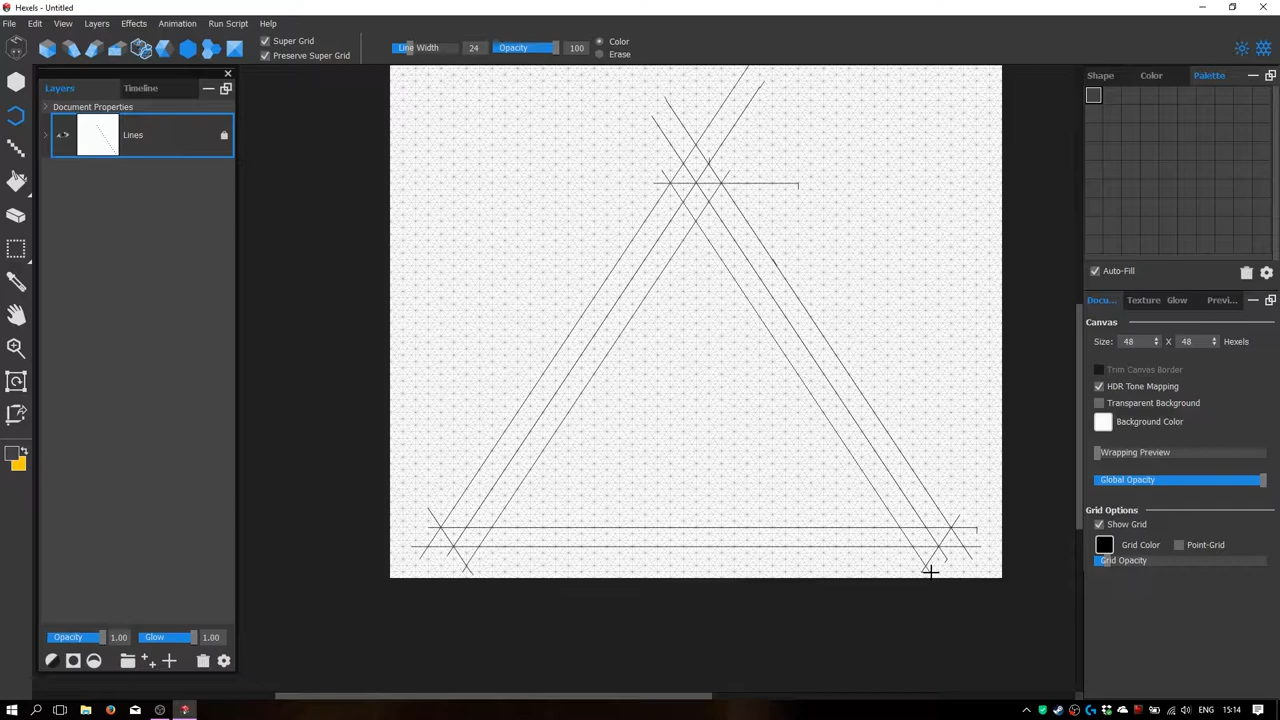 Hexels - Untitled
File Edit View Layers Effects Animation Run Script Help
Super Grid
Preserve Super Grid
Line Width 24 Opacity 100
Color
Erase
Layers Timeline
Document Properties
Lines
Opacity 1.00 Glow 1.00
Shape Color Palette
Auto-Fill
Docu... Texture Glow Previ...
Canvas
Size: 48 X 48 Hexels
Trim Canvas Border
HDR Tone Mapping
Transparent Background
Background Color
Wrapping Preview
Global Opacity
Grid Options
Show Grid
Grid Color Point-Grid
Grid Opacity
ENG 15:14